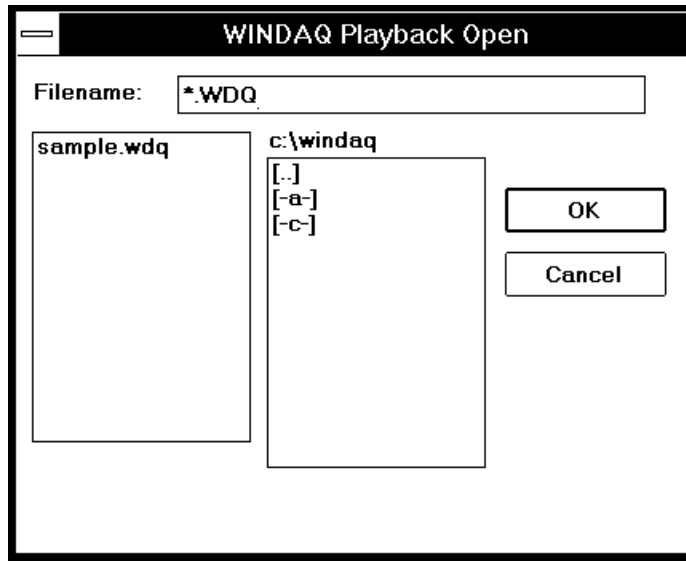 WINDAQ Playback Open
Filename:
*.WDQ
sample.wdq
c:\windaq
[..]
[-a-]
[-c-]
OK
Cancel